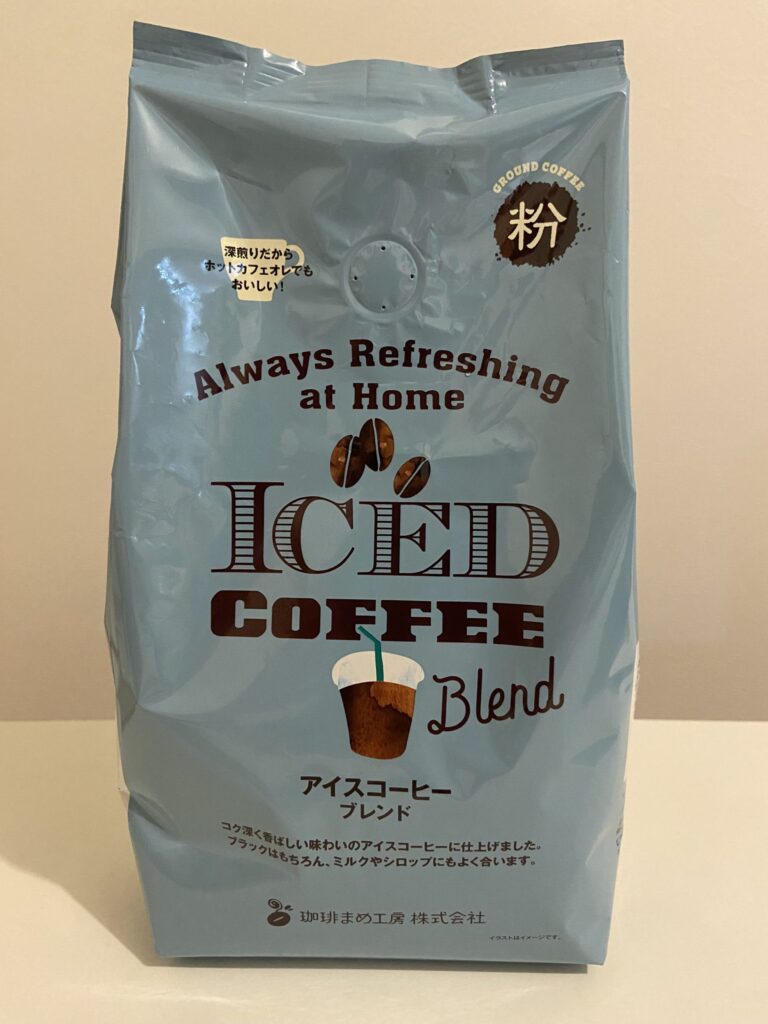 GROUND COFFEE
粉
深煎りだから
ホットカフェオレでも
おいしい!
Always Refreshing
at Home
ICED
COFFEE
Blend
アイスコーヒー
ブレンド
コク深く香ばしい味わいのアイスコーヒーに仕上げました。
ブラックはもちろん、ミルクやシロップにもよく合います。
珈琲まめ工房 株式会社
イラストはイメージです。